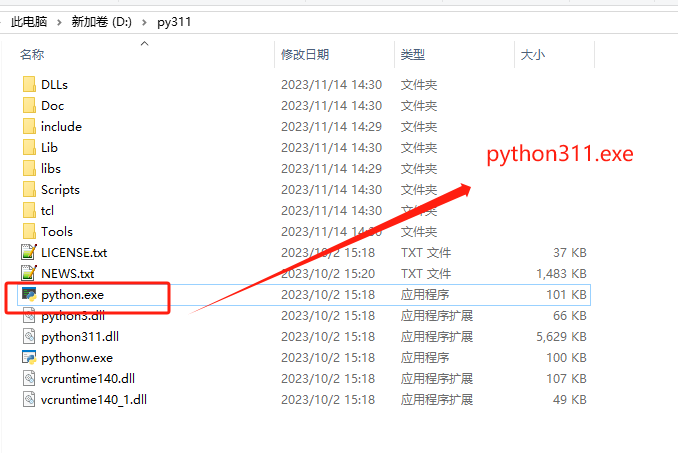 此电脑 > 新加卷 (D:) > py311
名称 修改日期 类型 大小
DLLs 2023/11/14 14:30 文件夹
Doc 2023/11/14 14:30 文件夹
include 2023/11/14 14:29 文件夹
Lib 2023/11/14 14:30 文件夹
libs 2023/11/14 14:29 文件夹
Scripts 2023/11/14 14:30 文件夹
tcl 2023/11/14 14:30 文件夹
Tools 2023/11/14 14:30 文件夹
python311.exe
LICENSE.txt 2023/10/2 15:18 TXT 文件 37 KB
NEWS.txt 2023/10/2 15:20 TXT 文件 1,483 KB
python.exe 2023/10/2 15:18 应用程序 101 KB
python3.dll 2023/10/2 15:18 应用程序扩展 66 KB
python311.dll 2023/10/2 15:18 应用程序扩展 5,629 KB
pythonw.exe 2023/10/2 15:18 应用程序 100 KB
vcruntime140.dll 2023/10/2 15:18 应用程序扩展 107 KB
vcruntime140_1.dll 2023/10/2 15:18 应用程序扩展 49 KB